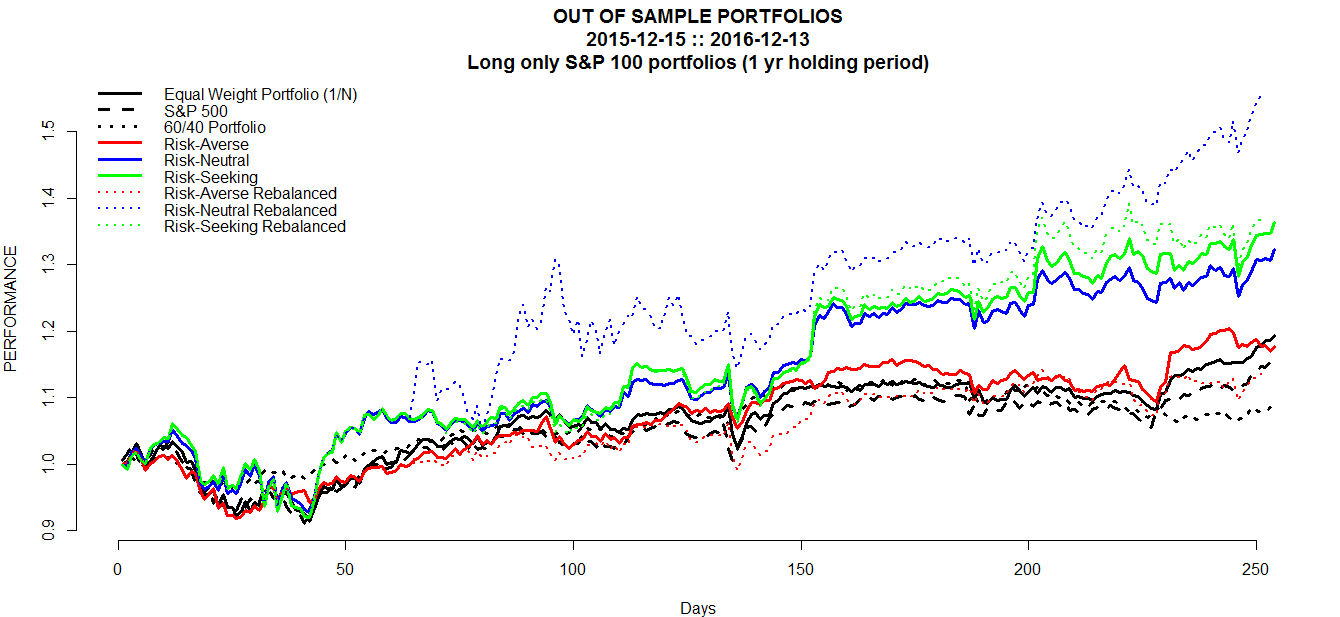 OUT OF SAMPLE PORTFOLIOS
2015-12-15 :: 2016-12-13
Long only S&P 100 portfolios (1 yr holding period)
Equal Weight Portfolio (1/N)
S&P 500
60/40 Portfolio
Risk-Averse
Risk-Neutral
Risk-Seeking
Risk-Averse Rebalanced
Risk-Neutral Rebalanced
Risk-Seeking Rebalanced
PERFORMANCE
1.5
1.4
1.3
1.2
1.1
1.0
0.9
0 50 100 150 200 250
Days